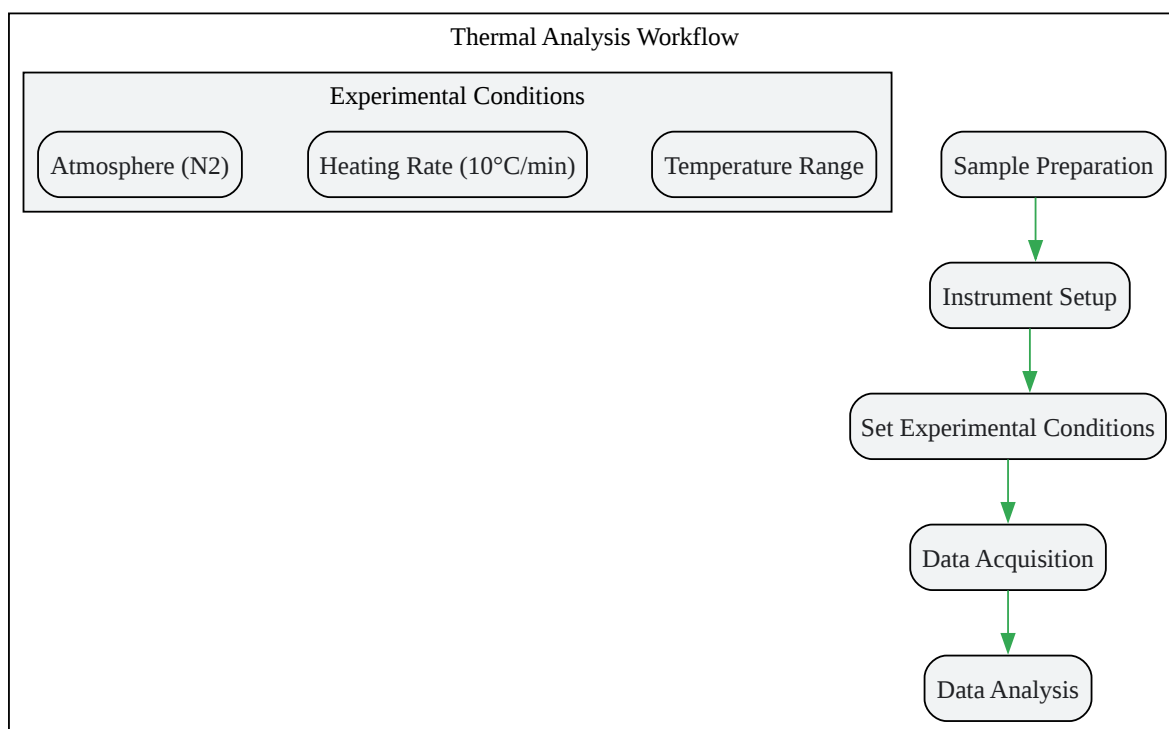 Thermal Analysis Workflow
Experimental Conditions
Atmosphere (N2)
Heating Rate (10°C/min)
Temperature Range
Sample Preparation
Instrument Setup
Set Experimental Conditions
Data Acquisition
Data Analysis